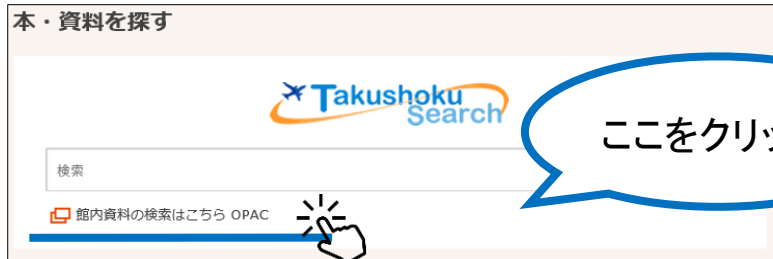 本・資料を探す
Takushoku
Search
ここをクリッ
検索
館内資料の検索はこちら OPAC